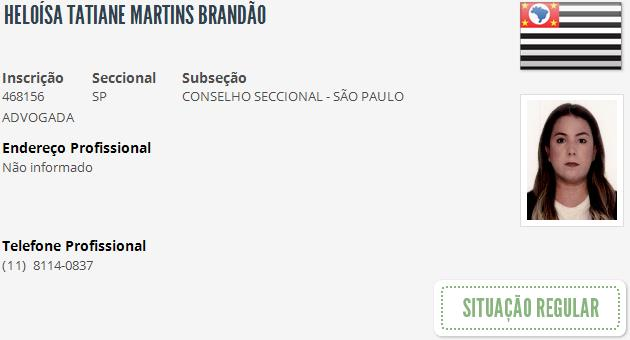 HELOÍSA TATIANE MARTINS BRANDÃO
Inscrição Seccional Subseção
468156 SP CONSELHO SECCIONAL - SÃO PAULO
ADVOGADA
Endereço Profissional
Não informado
Telefone Profissional
(11) 8114-0837
SITUAÇÃO REGULAR